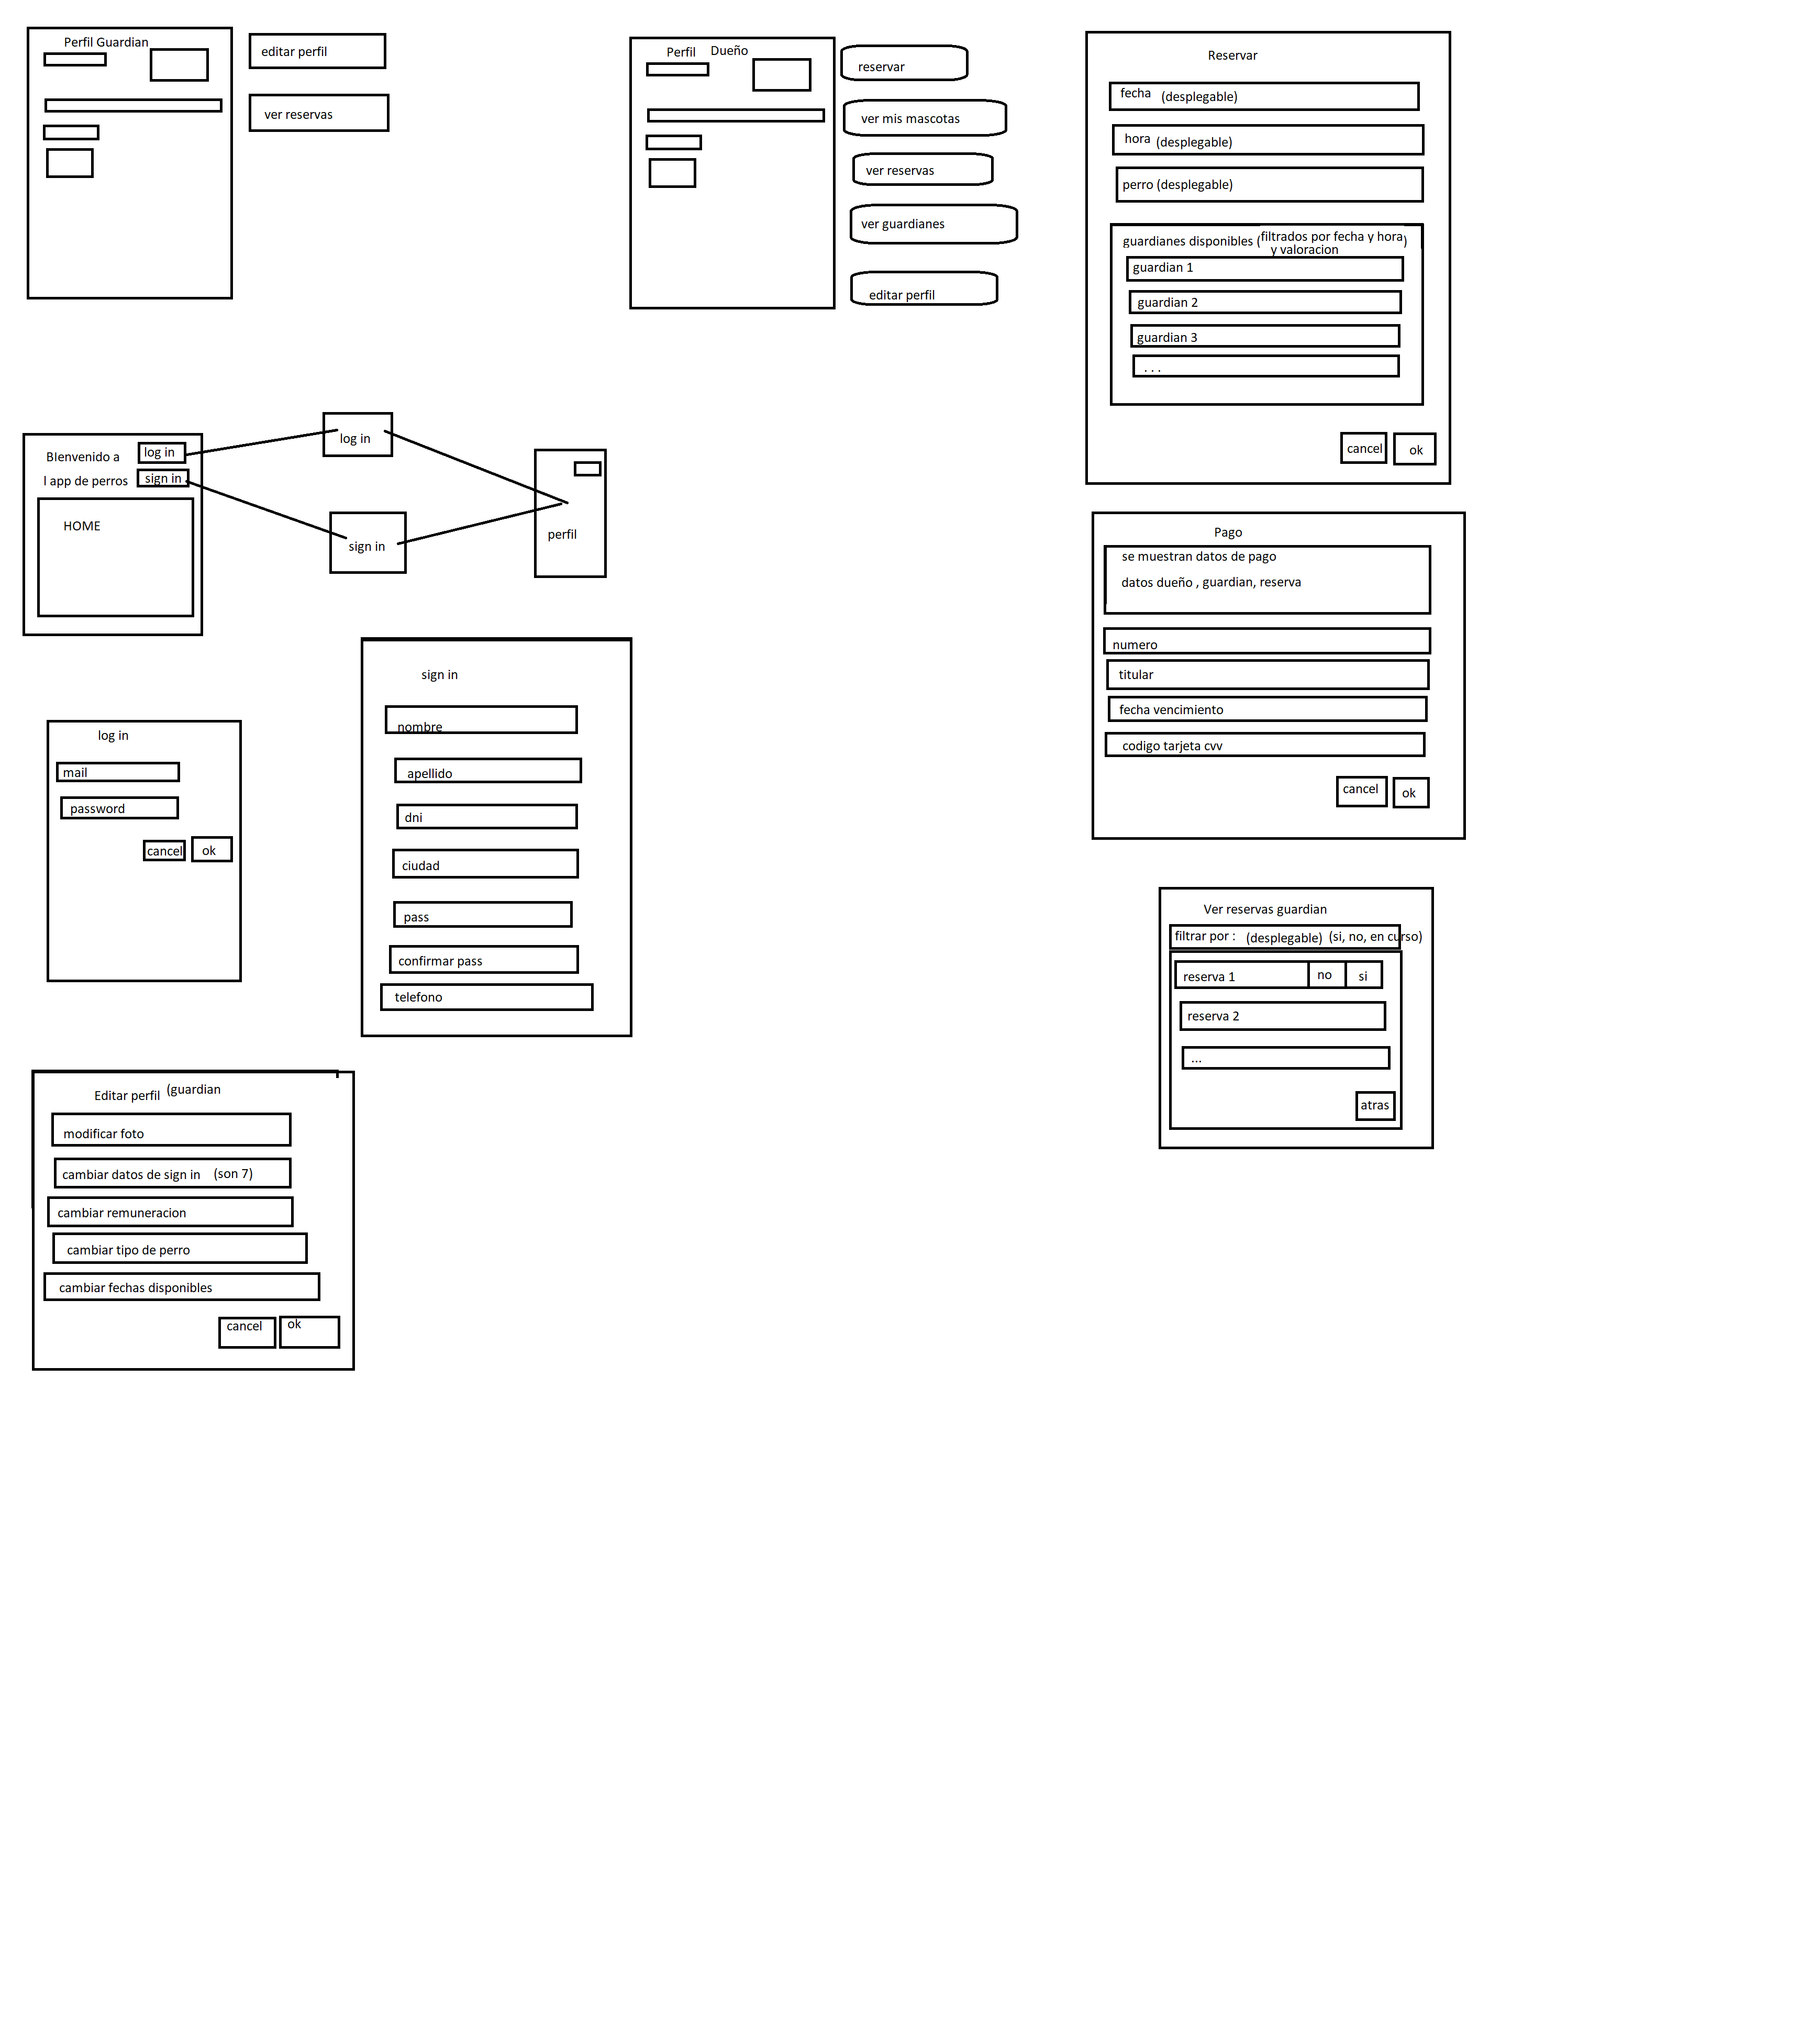 Perfil Guardian
editar perfil
ver reservas
Perfil Dueño
reservar
ver mis mascotas
ver reservas
ver guardianes
editar perfil
Reservar
fecha (desplegable)
hora (desplegable)
perro (desplegable)
guardianes disponibles (filtrados por fecha y hora)
y valoracion
guardian 1
guardian 2
guardian 3
. . .
cancel ok
BIenvenido a
l app de perros
log in
sign in
HOME
log in
sign in
perfil
Pago
se muestran datos de pago
datos dueño , guardian, reserva
numero
titular
fecha vencimiento
codigo tarjeta cvv
cancel ok
log in
mail
password
cancel ok
sign in
nombre
apellido
dni
ciudad
pass
confirmar pass
telefono
Ver reservas guardian
filtrar por : (desplegable) (si, no, en curso)
reserva 1 no si
reserva 2
...
atras
Editar perfil (guardian
modificar foto
cambiar datos de sign in (son 7)
cambiar remuneracion
cambiar tipo de perro
cambiar fechas disponibles
cancel ok